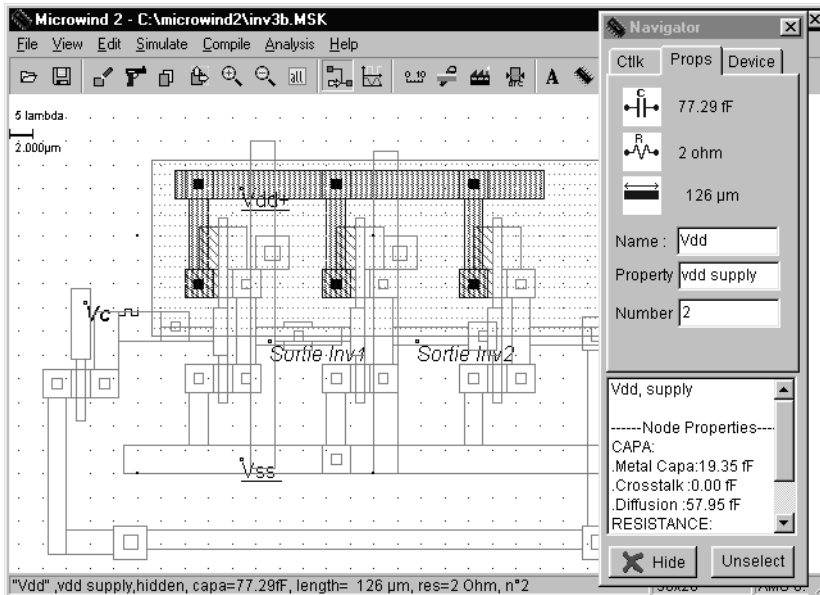 Microwind 2 - C:\microwind2\inv3b.MSK
File View Edit Simulate Compile Analysis Help
all
A
5 lambda
2.000µm
Vdd+
Vc
Sortie Inv1
Sortie Inv2
Vss
"Vdd" ,vdd supply,hidden, capa=77.29fF, length= 126 µm, res=2 Ohm, n°2
Navigator
Ctlk Props Device
C
77.29 fF
R
2 ohm
126 µm
Name : Vdd
Property vdd supply
Number 2
Vdd, supply
------Node Properties----
CAPA:
.Metal Capa:19.35 fF
.Crosstalk :0.00 fF
.Diffusion :57.95 fF
RESISTANCE:
Hide Unselect